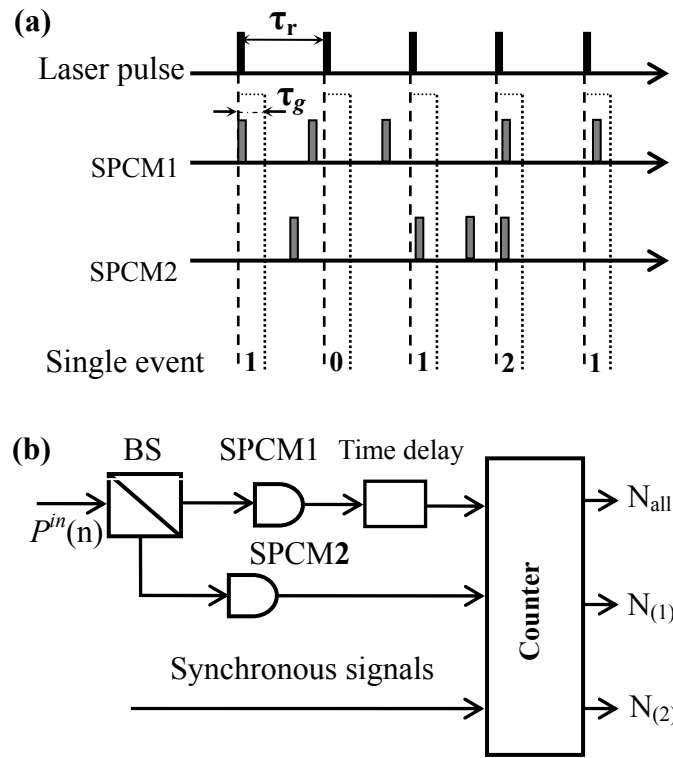 (a)
τr
Laser pulse
τg
SPCM1
SPCM2
Single event 1 0 1 2 1
(b)
BS SPCM1 Time delay
P^in(n)
SPCM2
Synchronous signals
Counter
Nall
N(1)
N(2)